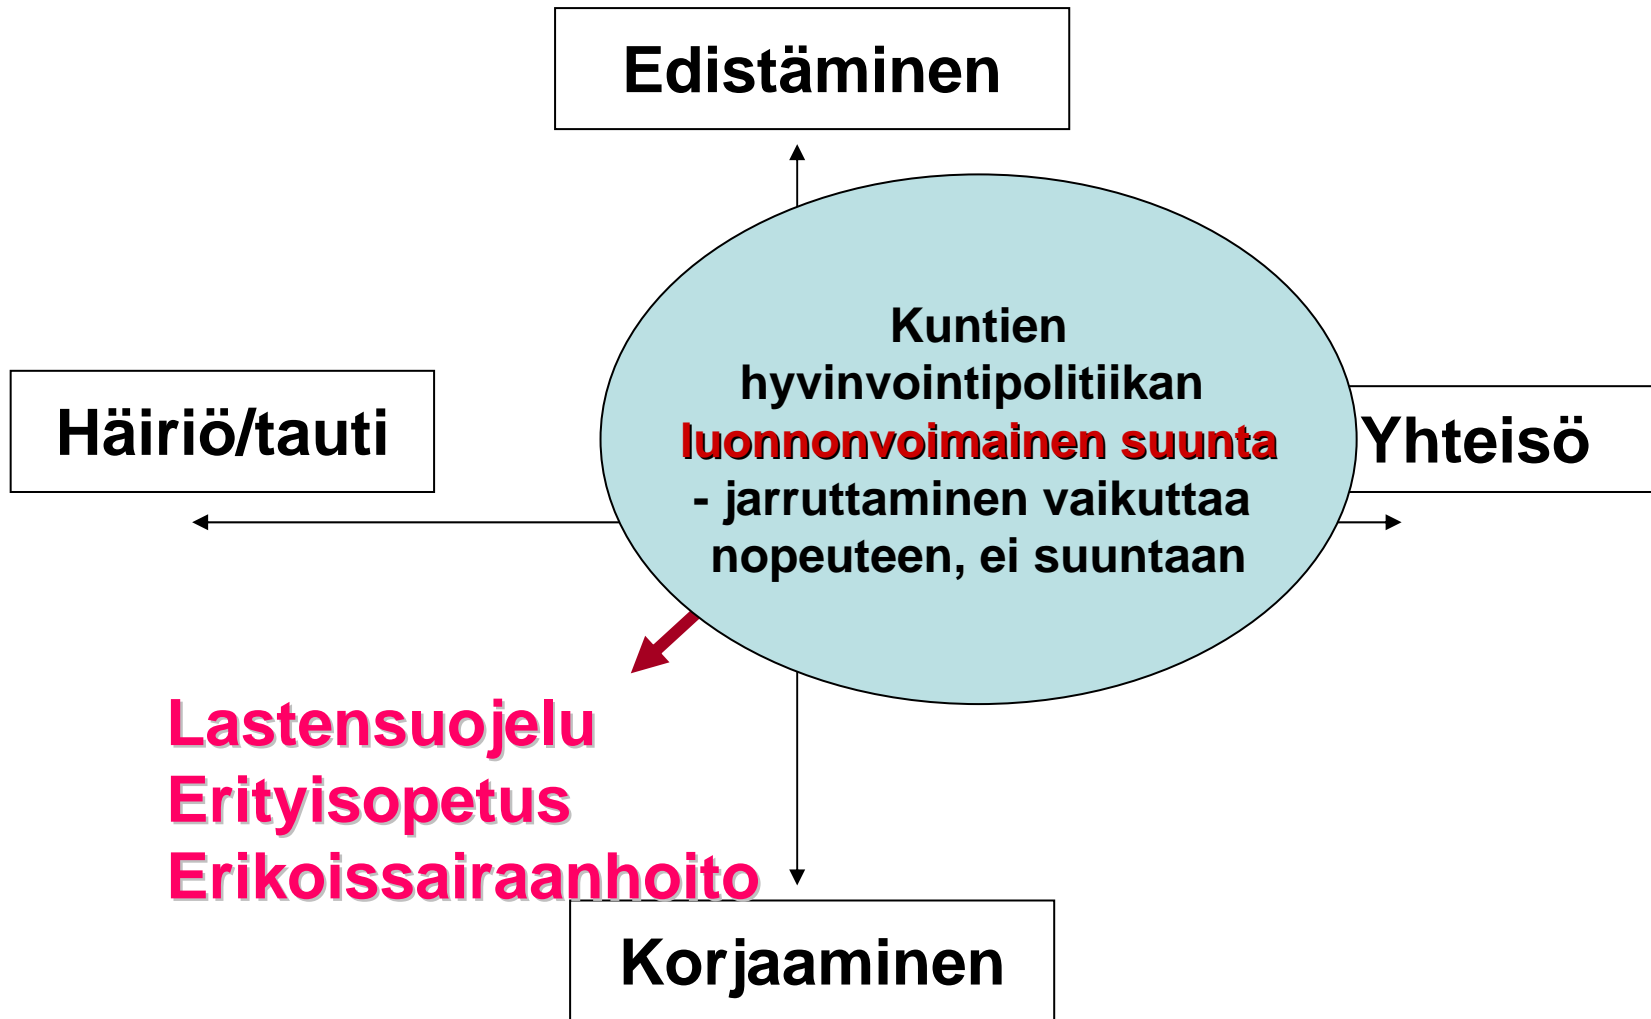 Edistäminen
Kuntien
hyvinvointipolitiikan
luonnonvoimainen suunta
- jarruttaminen vaikuttaa
nopeuteen, ei suuntaan
Häiriö/tauti
Yhteisö
Lastensuojelu
Erityisopetus
Erikoissairaanhoito
Korjaaminen